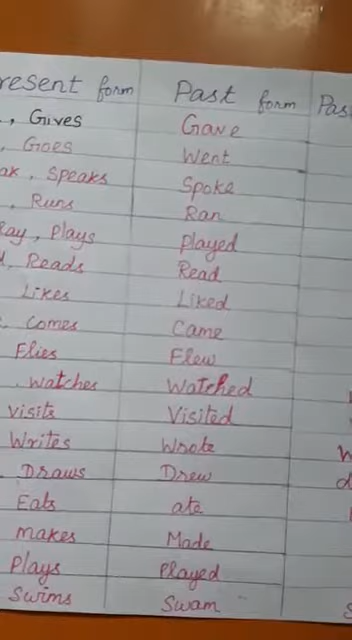 resent form Past form Pas
, Gives Gave
, Goes Went
ak, Speaks Spoke
, Runs Ran
lay, Plays played
d, Reads Read
Likes Liked
, Comes Came
Flies Flew
, watches Watched
visits Visited
Writes Wrote
Draws Drew
Eats ate
makes Made
Plays Played
Swims Swam